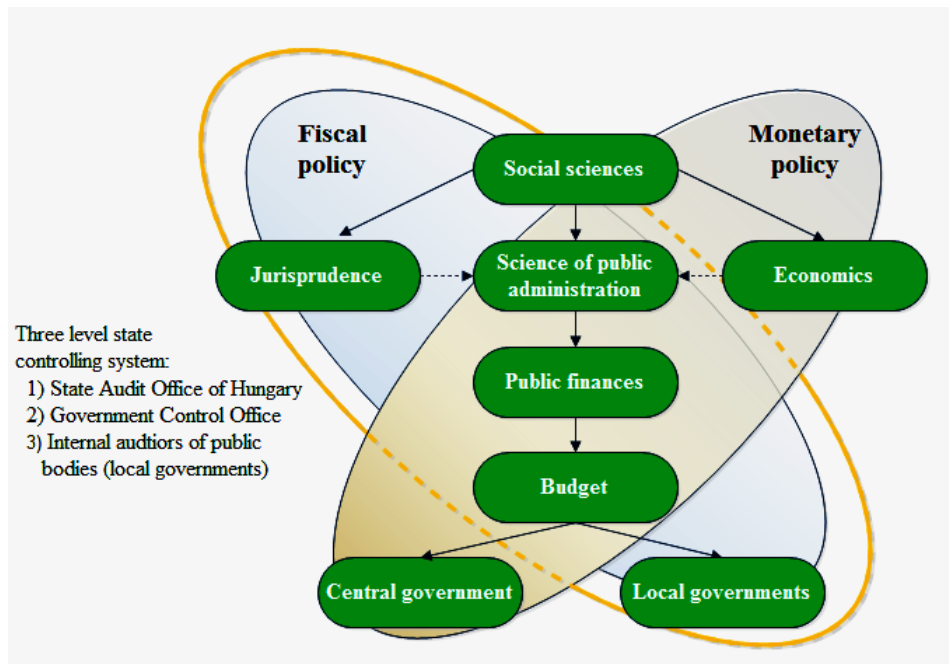 Fiscal
policy
Monetary
policy
Social sciences
Jurisprudence
Science of public
administration
Economics
Three level state
controlling system:
1) State Audit Office of Hungary
2) Government Control Office
3) Internal audtiors of public
bodies (local governments)
Public finances
Budget
Central government
Local governments